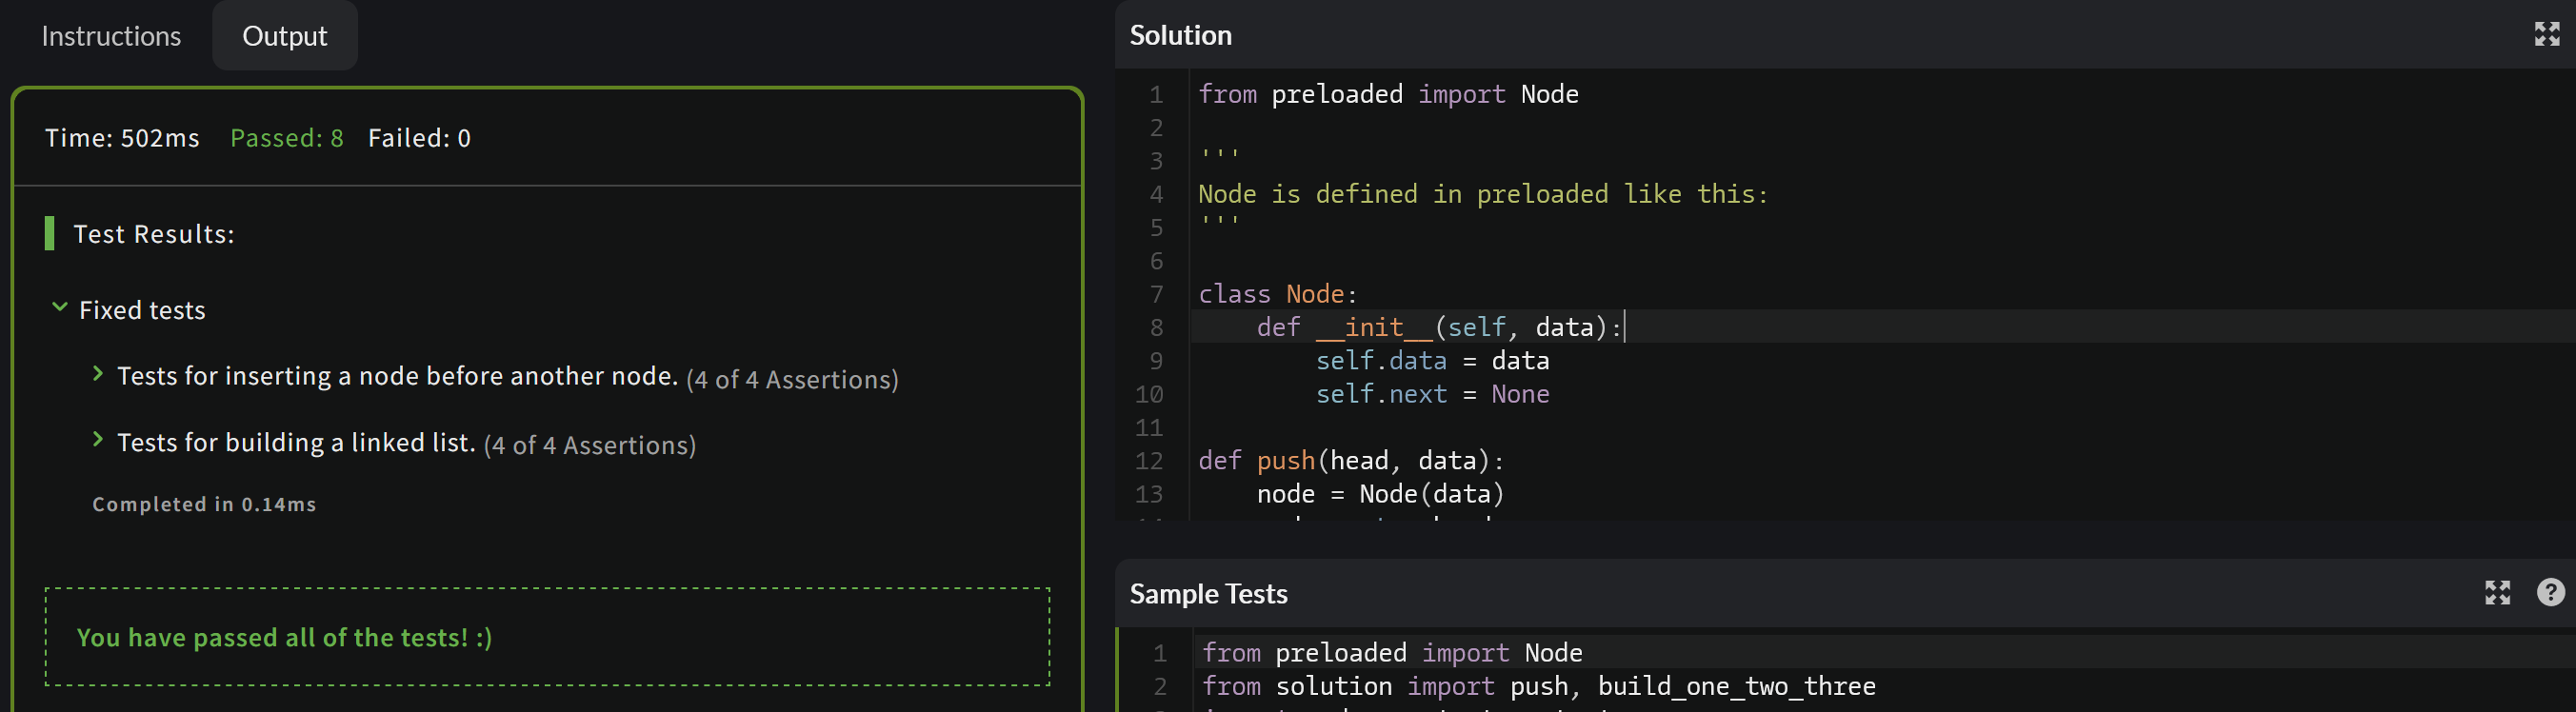 Instructions
Output
Time: 502ms Passed: 8 Failed: 0
Test Results:
Fixed tests
Tests for inserting a node before another node. (4 of 4 Assertions)
Tests for building a linked list. (4 of 4 Assertions)
Completed in 0.14ms
You have passed all of the tests! :)
Solution
1 from preloaded import Node
2
3 '''
4 Node is defined in preloaded like this:
5 '''
6
7 class Node:
8     def __init__(self, data):
9         self.data = data
10         self.next = None
11
12 def push(head, data):
13     node = Node(data)
Sample Tests
?
1 from preloaded import Node
2 from solution import push, build_one_two_three